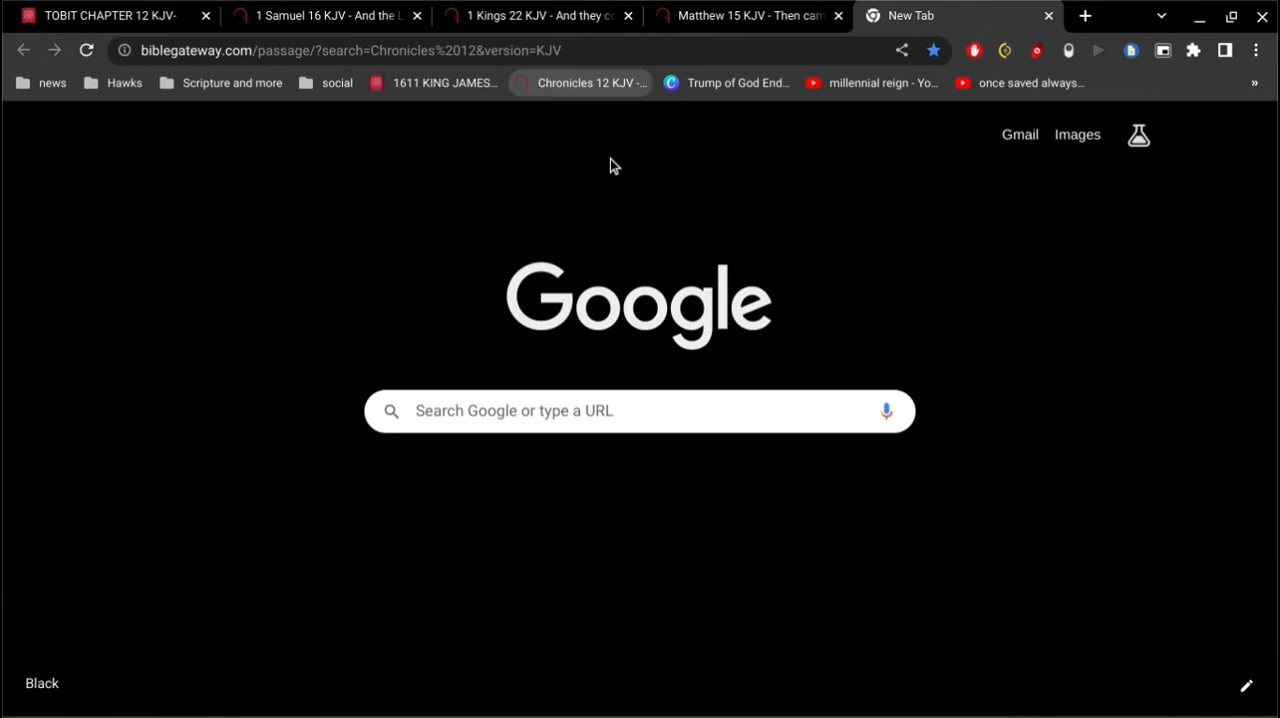 TOBIT CHAPTER 12 KJV-
1 Samuel 16 KJV - And the L
1 Kings 22 KJV - And they co
Matthew 15 KJV - Then cam
New Tab
biblegateway.com/passage/?search=Chronicles%2012&version=KJV
news
Hawks
Scripture and more
social
1611 KING JAMES...
Chronicles 12 KJV -...
Trump of God End...
millennial reign - Yo...
once saved always...
Gmail
Images
Google
Search Google or type a URL
Black